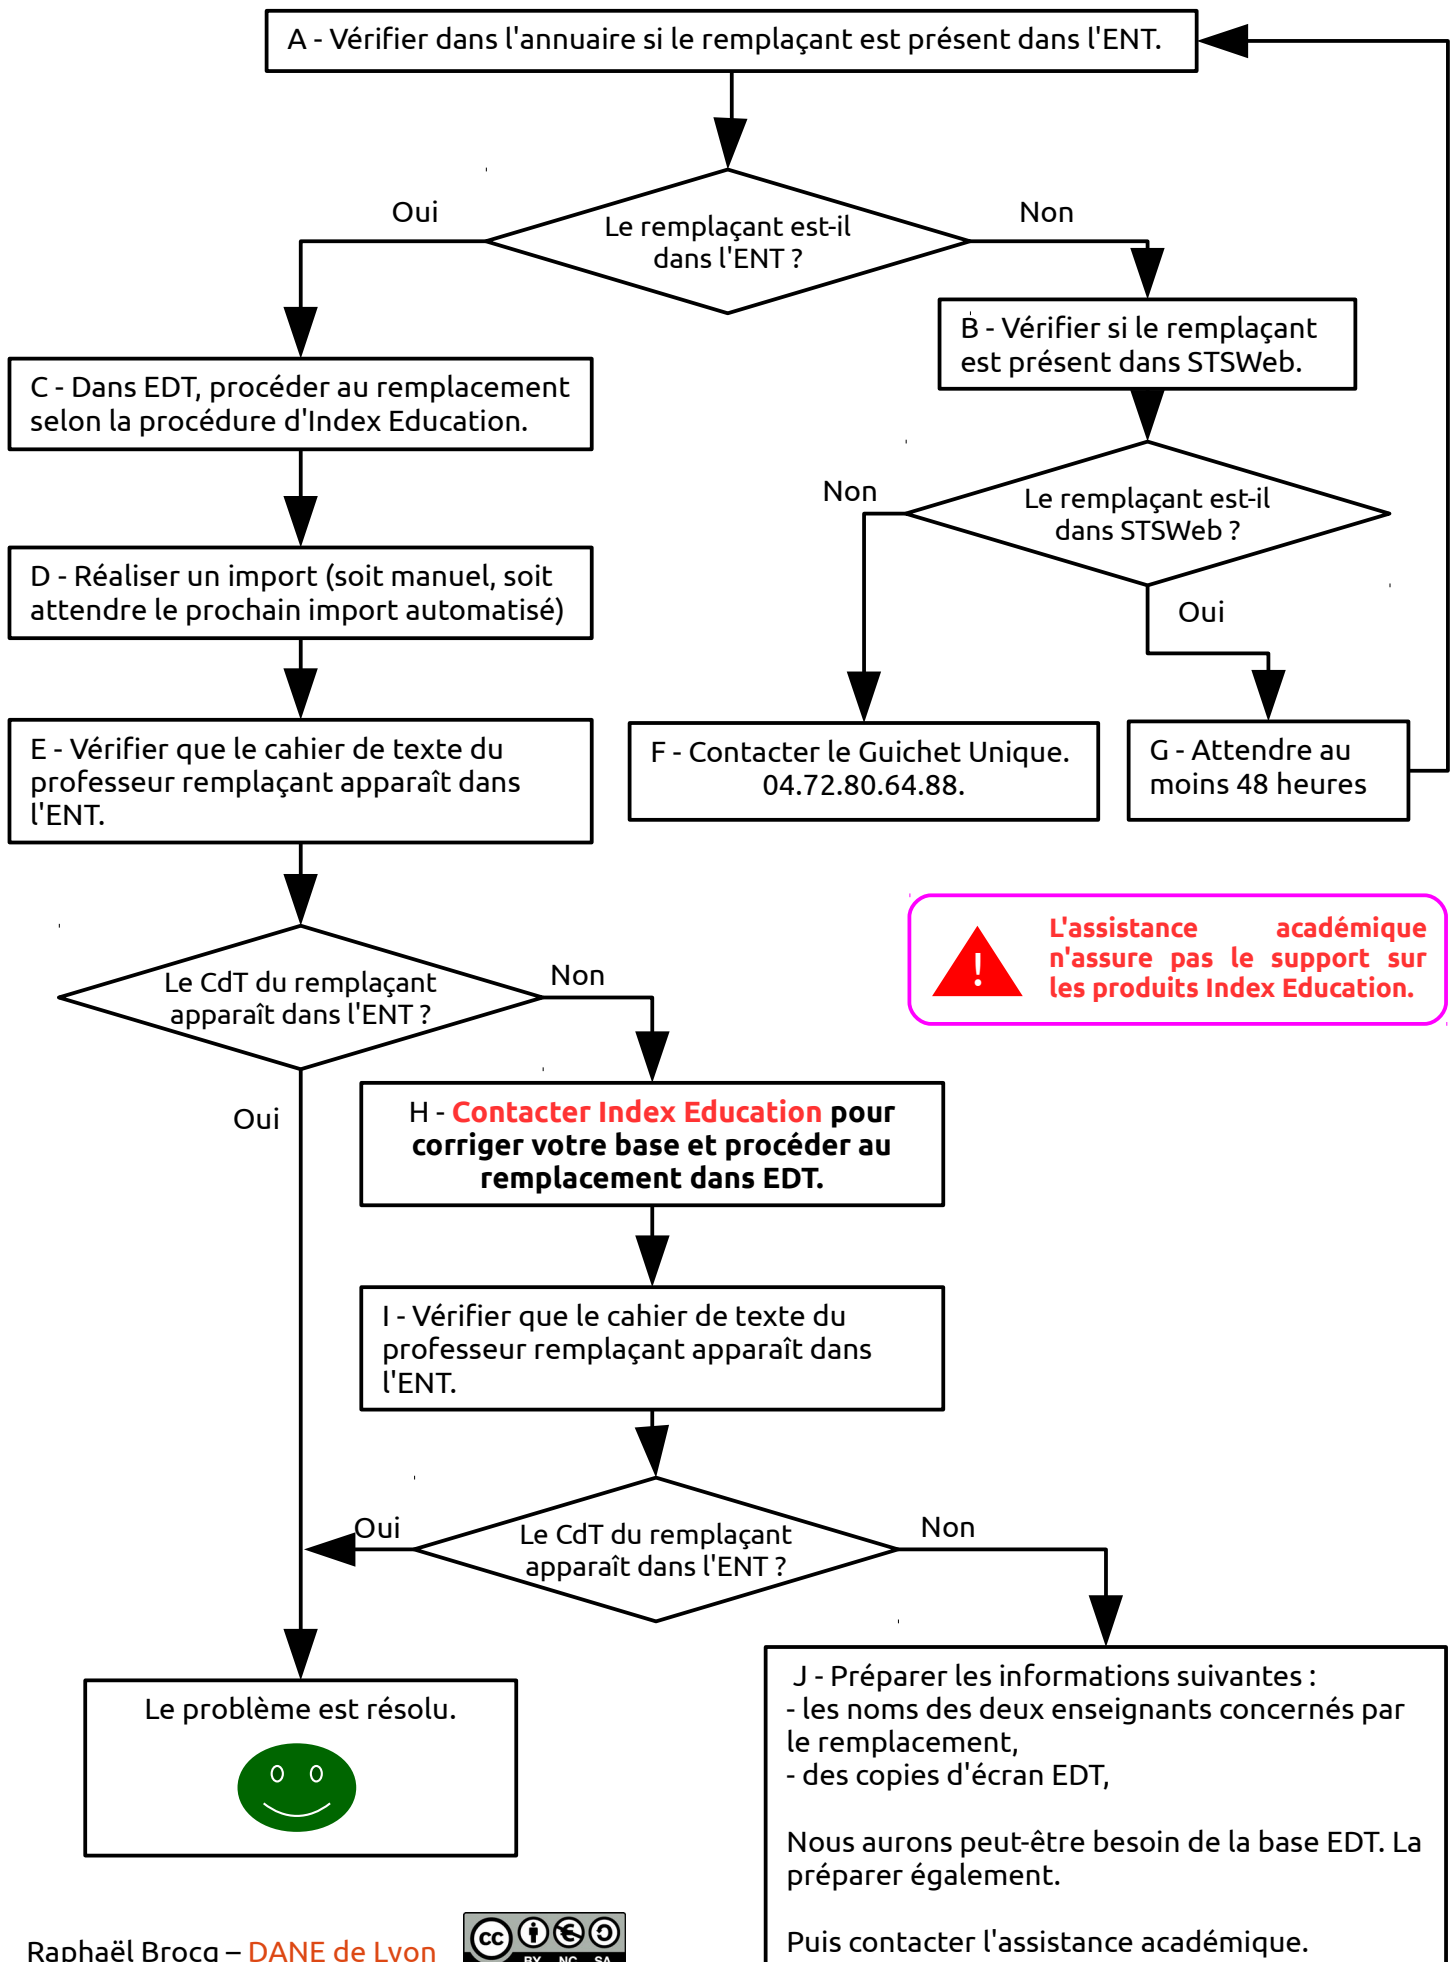 A - Vérifier dans l'annuaire si le remplaçant est présent dans l'ENT.
Oui
Le remplaçant est-il
dans l'ENT ?
Non
B - Vérifier si le remplaçant
est présent dans STSWeb.
C - Dans EDT, procéder au remplacement
selon la procédure d'Index Education.
Non
Le remplaçant est-il
dans STSWeb ?
Oui
D - Réaliser un import (soit manuel, soit
attendre le prochain import automatisé)
E - Vérifier que le cahier de texte du
professeur remplaçant apparaît dans
l'ENT.
F - Contacter le Guichet Unique.
04.72.80.64.88.
G - Attendre au
moins 48 heures
!
L'assistance académique
n'assure pas le support sur
les produits Index Education.
Le CdT du remplaçant
apparaît dans l'ENT ?
Non
Oui
H - Contacter Index Education pour
corriger votre base et procéder au
remplacement dans EDT.
I - Vérifier que le cahier de texte du
professeur remplaçant apparaît dans
l'ENT.
Oui
Le CdT du remplaçant
apparaît dans l'ENT ?
Non
Le problème est résolu.
J - Préparer les informations suivantes :
- les noms des deux enseignants concernés par
le remplacement,
- des copies d'écran EDT,
Nous aurons peut-être besoin de la base EDT. La
préparer également.
Puis contacter l'assistance académique.
Raphaël Brocq – DANE de Lyon
cc
BY NC SA